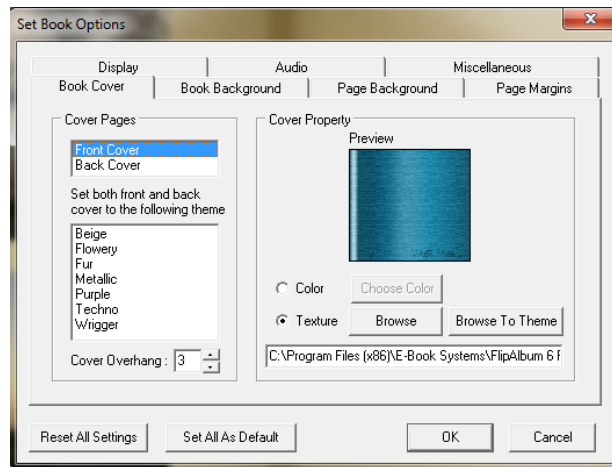 Set Book Options
Display Audio Miscellaneous
Book Cover Book Background Page Background Page Margins
Cover Pages
Front Cover
Back Cover
Set both front and back
cover to the following theme
Beige
Flowery
Fur
Metallic
Purple
Techno
Wrigger
Cover Overhang : 3
Cover Property
Preview
Color Choose Color
Texture Browse Browse To Theme
C:\Program Files (x86)\E-Book Systems\FlipAlbum 6 F
Reset All Settings Set All As Default OK Cancel